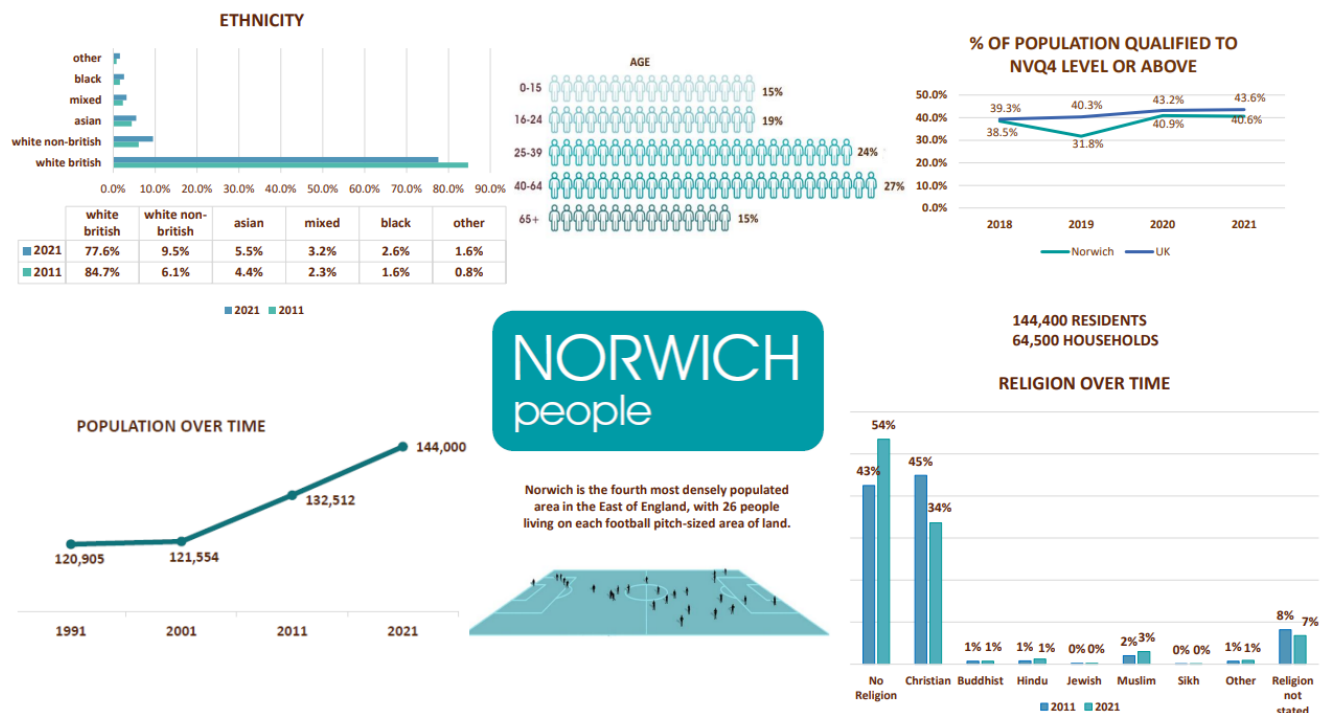 ETHNICITY
other
black
mixed
asian
white non-british
white british
0.0% 10.0% 20.0% 30.0% 40.0% 50.0% 60.0% 70.0% 80.0% 90.0%
white british white non-british asian mixed black other
2021 77.6% 9.5% 5.5% 3.2% 2.6% 1.6%
2011 84.7% 6.1% 4.4% 2.3% 1.6% 0.8%
2021 2011
AGE
0-15 15%
16-24 19%
25-39 24%
40-64 27%
65+ 15%
% OF POPULATION QUALIFIED TO
NVQ4 LEVEL OR ABOVE
50.0%
40.0%
30.0%
20.0%
10.0%
0.0%
39.3% 40.3% 43.2% 43.6%
38.5% 31.8% 40.9% 40.6%
2018 2019 2020 2021
Norwich UK
POPULATION OVER TIME
120,905
121,554
132,512
144,000
1991 2001 2011 2021
NORWICH
people
Norwich is the fourth most densely populated
area in the East of England, with 26 people
living on each football pitch-sized area of land.
144,400 RESIDENTS
64,500 HOUSEHOLDS
RELIGION OVER TIME
43% 54%
45% 34%
1% 1%
1% 1%
0% 0%
2% 3%
0% 0%
1% 1%
8% 7%
No Religion Christian Buddhist Hindu Jewish Muslim Sikh Other Religion not stated
2011 2021